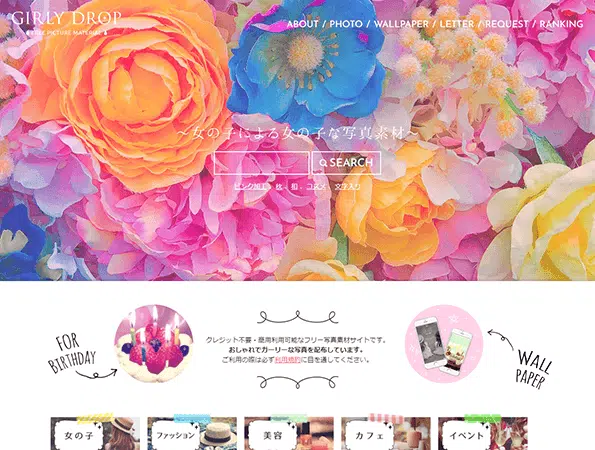 GIRLY DROP
FREE PICTURE MATERIAL
ABOUT / PHOTO / WALLPAPER / LETTER / REQUEST / RANKING
～女の子による女の子な写真素材～
SEARCH
ピンク加工, 秋, 和, コスメ, 文字入り
FOR BIRTHDAY
クレジット不要・商用利用可能なフリー写真素材サイトです。
おしゃれでガーリーな写真を配布しています。
ご利用の際は必ず利用規約に目を通してください。
WALL PAPER
女の子
ファッション
美容
カフェ
イベント